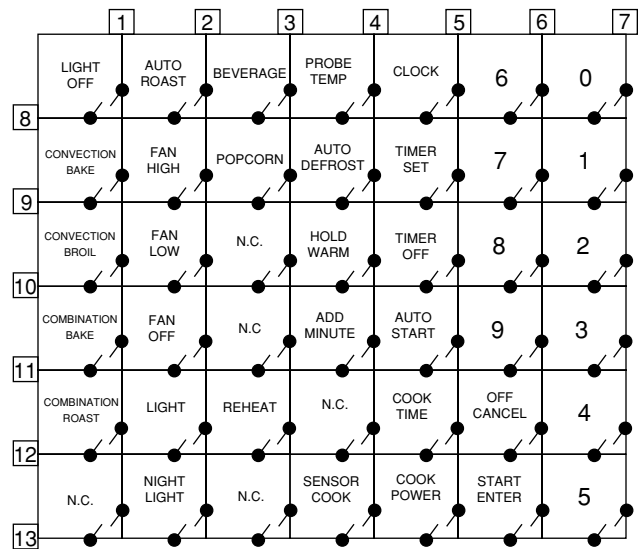 1 2 3 4 5 6 7
LIGHT OFF AUTO ROAST BEVERAGE PROBE TEMP CLOCK 6 0
8
CONVECTION BAKE FAN HIGH POPCORN AUTO DEFROST TIMER SET 7 1
9
CONVECTION BROIL FAN LOW N.C. HOLD WARM TIMER OFF 8 2
10
COMBINATION BAKE FAN OFF N.C ADD MINUTE AUTO START 9 3
11
COMBINATION ROAST LIGHT REHEAT N.C. COOK TIME OFF CANCEL 4
12
N.C. NIGHT LIGHT N.C. SENSOR COOK COOK POWER START ENTER 5
13